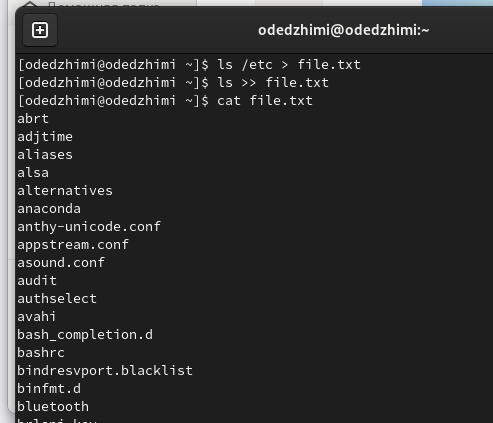 Домашняя папка
odedzhimi@odedzhimi:~
[odedzhimi@odedzhimi ~]$ ls /etc > file.txt
[odedzhimi@odedzhimi ~]$ ls >> file.txt
[odedzhimi@odedzhimi ~]$ cat file.txt
abrt
adjtime
aliases
alsa
alternatives
anaconda
anthy-unicode.conf
appstream.conf
asound.conf
audit
authselect
avahi
bash_completion.d
bashrc
bindresvport.blacklist
binfmt.d
bluetooth